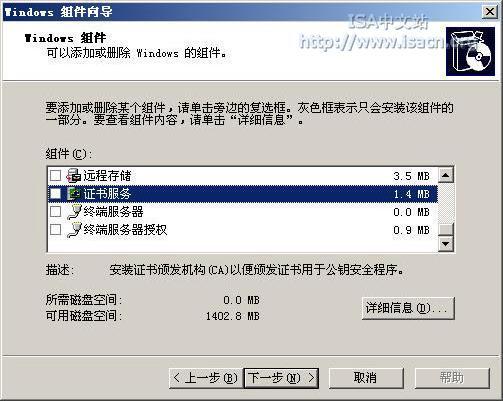 Windows 组件向导
ISA中文站
http://www.isacn.org
Windows 组件
可以添加或删除 Windows 的组件。
要添加或删除某个组件，请单击旁边的复选框。灰色框表示只会安装该组件的
一部分。要查看组件内容，请单击“详细信息”。
组件(C):
远程存储 3.5 MB
证书服务 1.4 MB
终端服务器 0.0 MB
终端服务器授权 0.9 MB
描述: 安装证书颁发机构(CA)以便颁发证书用于公钥安全程序。
所需磁盘空间: 0.0 MB
可用磁盘空间: 1402.8 MB
详细信息(D)...
< 上一步(B) 下一步(N) > 取消 帮助